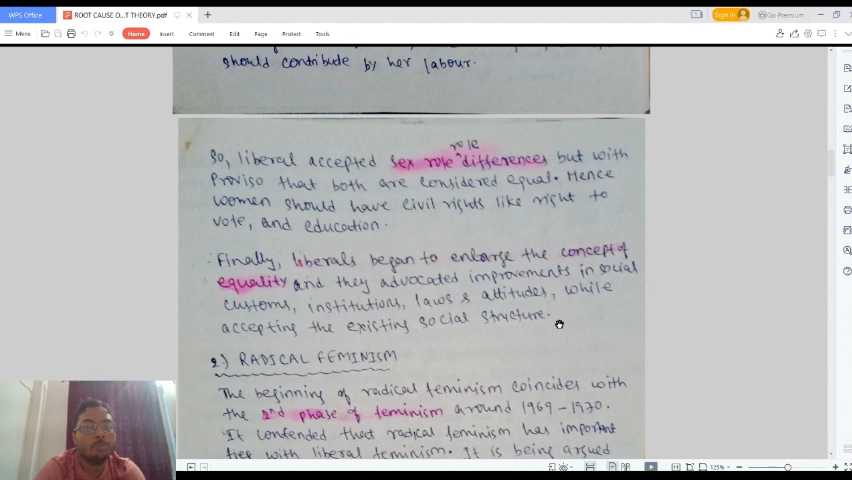 WPS Office
ROOT CAUSE O...T THEORY.pdf
Sign in
Go Premium
Menu
Home
Insert
Comment
Edit
Page
Protect
Tools
should contribute by her labour.
role
So, liberal accepted sex role ^differences but with
proviso that both are considered equal. Hence
women should have civil rights like right to
vote, and education.
Finally, liberals began to enlarge the concept of
equality and they advocated improvements in social
customs, institutions, laws & attitudes, while
accepting the existing social structure.
2) RADICAL FEMINISM
The beginning of radical feminism coincides with
the 2nd phase of feminism around 1969-1970.
It contended that radical feminism has important
ties with liberal feminism. It is being argued
125%